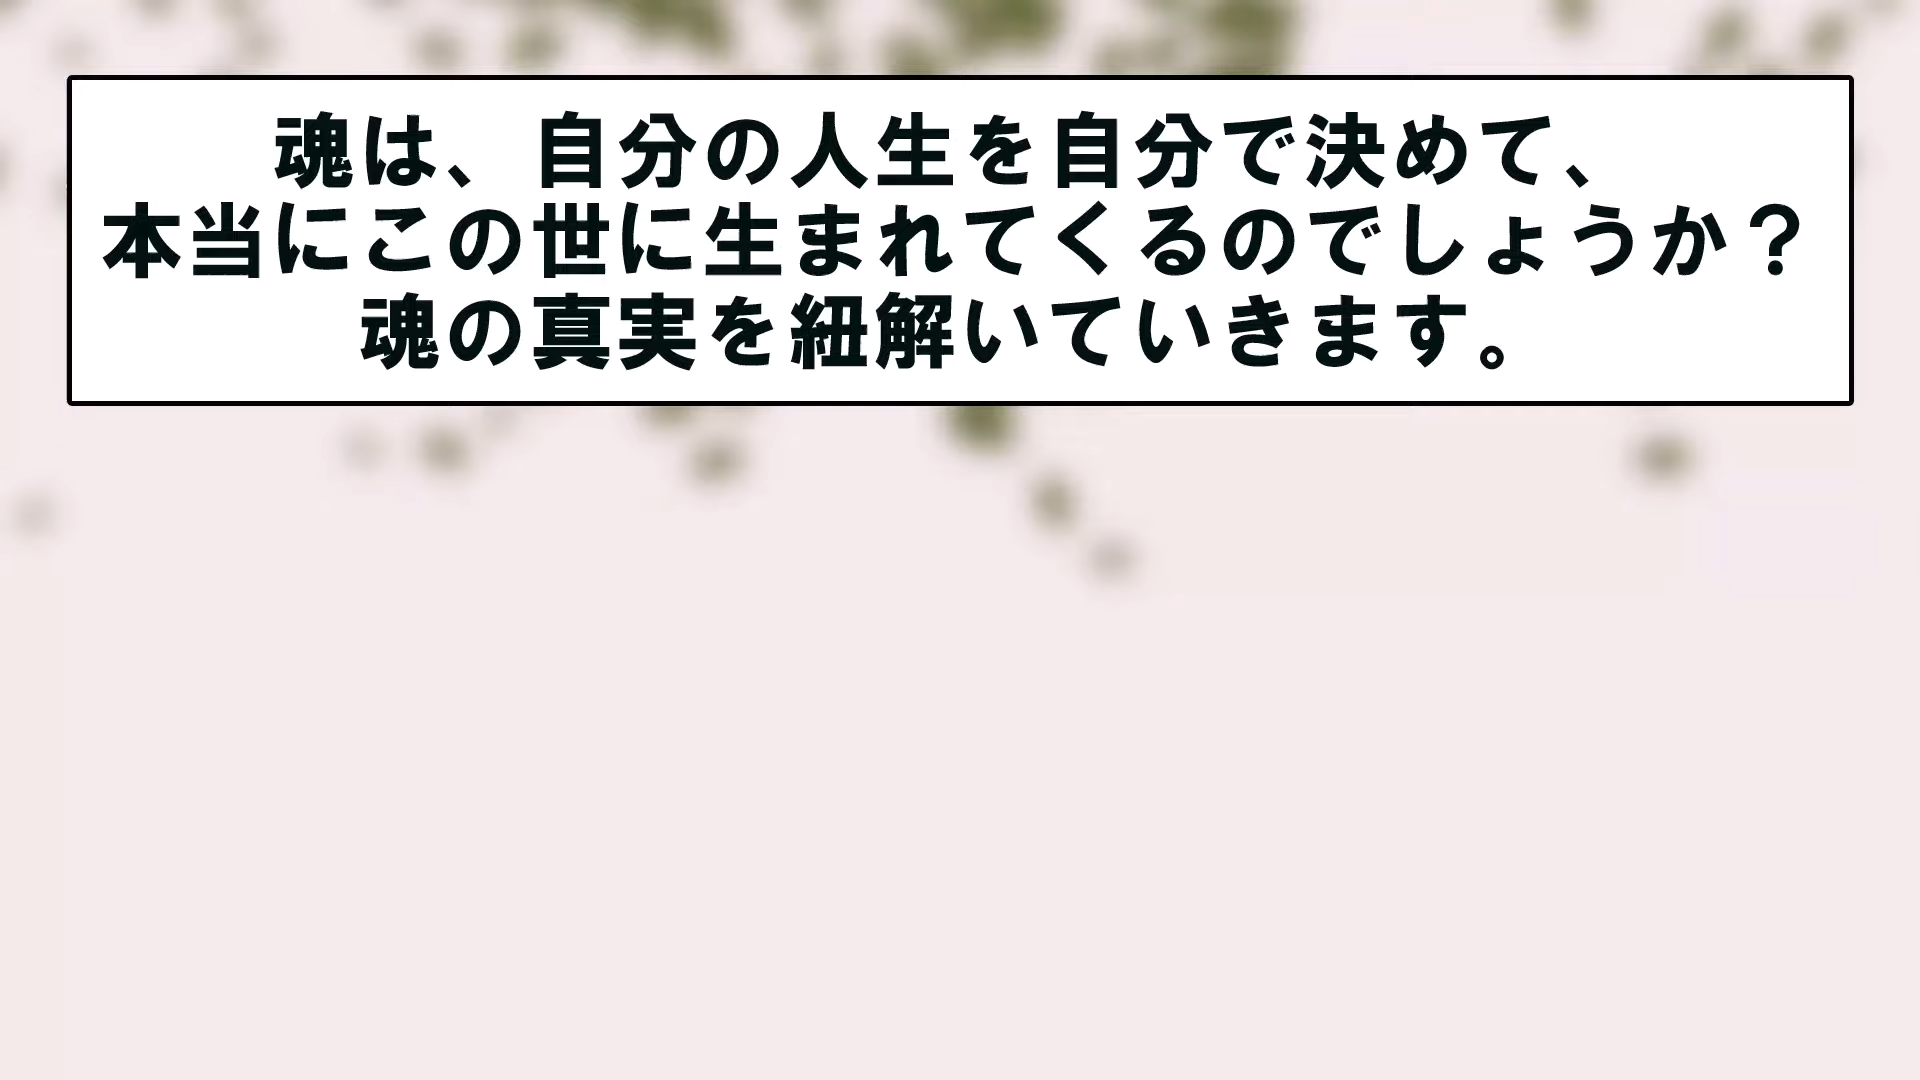 魂は、自分の人生を自分で決めて、
本当にこの世に生まれてくるのでしょうか？
魂の真実を紐解いていきます。